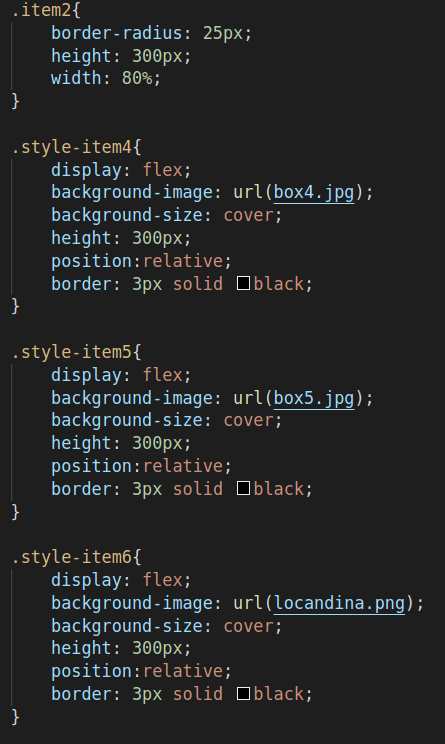 .item2{
    border-radius: 25px;
    height: 300px;
    width: 80%;
}
.style-item4{
    display: flex;
    background-image: url(box4.jpg);
    background-size: cover;
    height: 300px;
    position:relative;
    border: 3px solid black;
}
.style-item5{
    display: flex;
    background-image: url(box5.jpg);
    background-size: cover;
    height: 300px;
    position:relative;
    border: 3px solid black;
}
.style-item6{
    display: flex;
    background-image: url(locandina.png);
    background-size: cover;
    height: 300px;
    position:relative;
    border: 3px solid black;
}